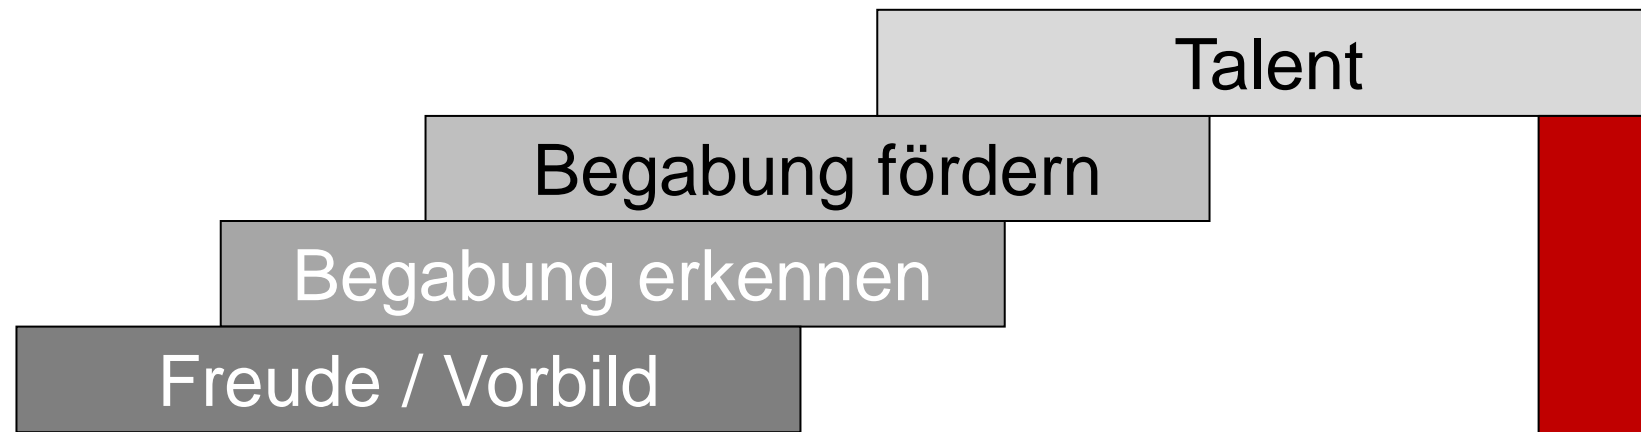 Talent
Begabung fördern
Begabung erkennen
Freude / Vorbild